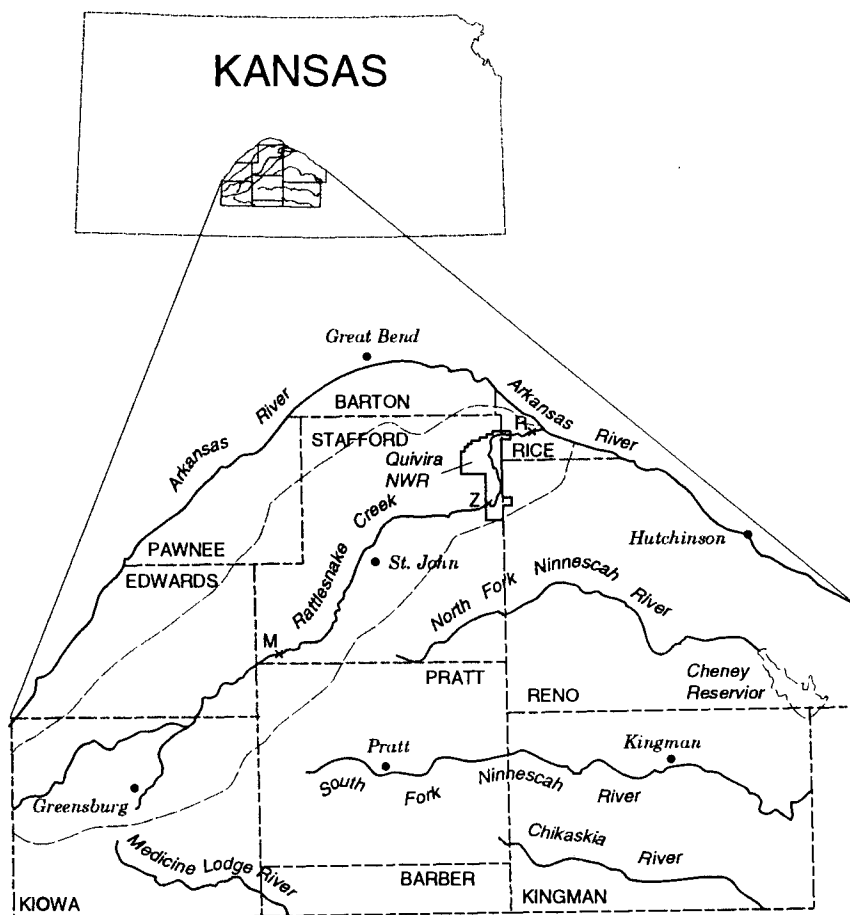 KANSAS
Great Bend
Arkansas River
BARTON
Arkansas River
R
STAFFORD
RICE
Quivira
NWR
Z
Rattlesnake Creek
Hutchinson
PAWNEE
EDWARDS
St. John
North Fork Ninnescah River
M
PRATT
Cheney
Reservior
RENO
Pratt
Kingman
South Fork Ninnescah River
Greensburg
Chikaskia River
Medicine Lodge River
BARBER
KIOWA
KINGMAN